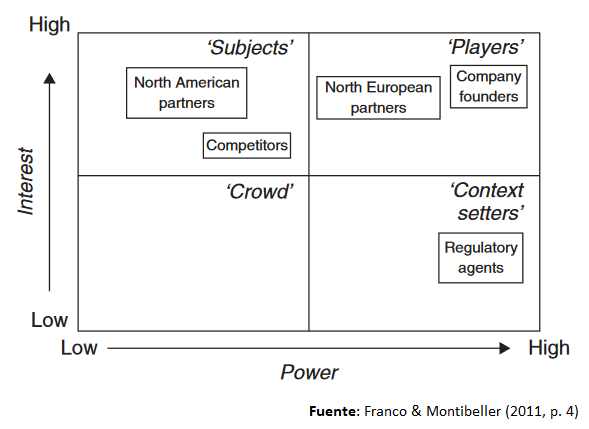 High
'Subjects'
'Players'
North American
partners
North European
partners
Company
founders
Competitors
Interest
'Crowd'
'Context
setters'
Regulatory
agents
Low
Low
High
Power
Fuente: Franco & Montibeller (2011, p. 4)